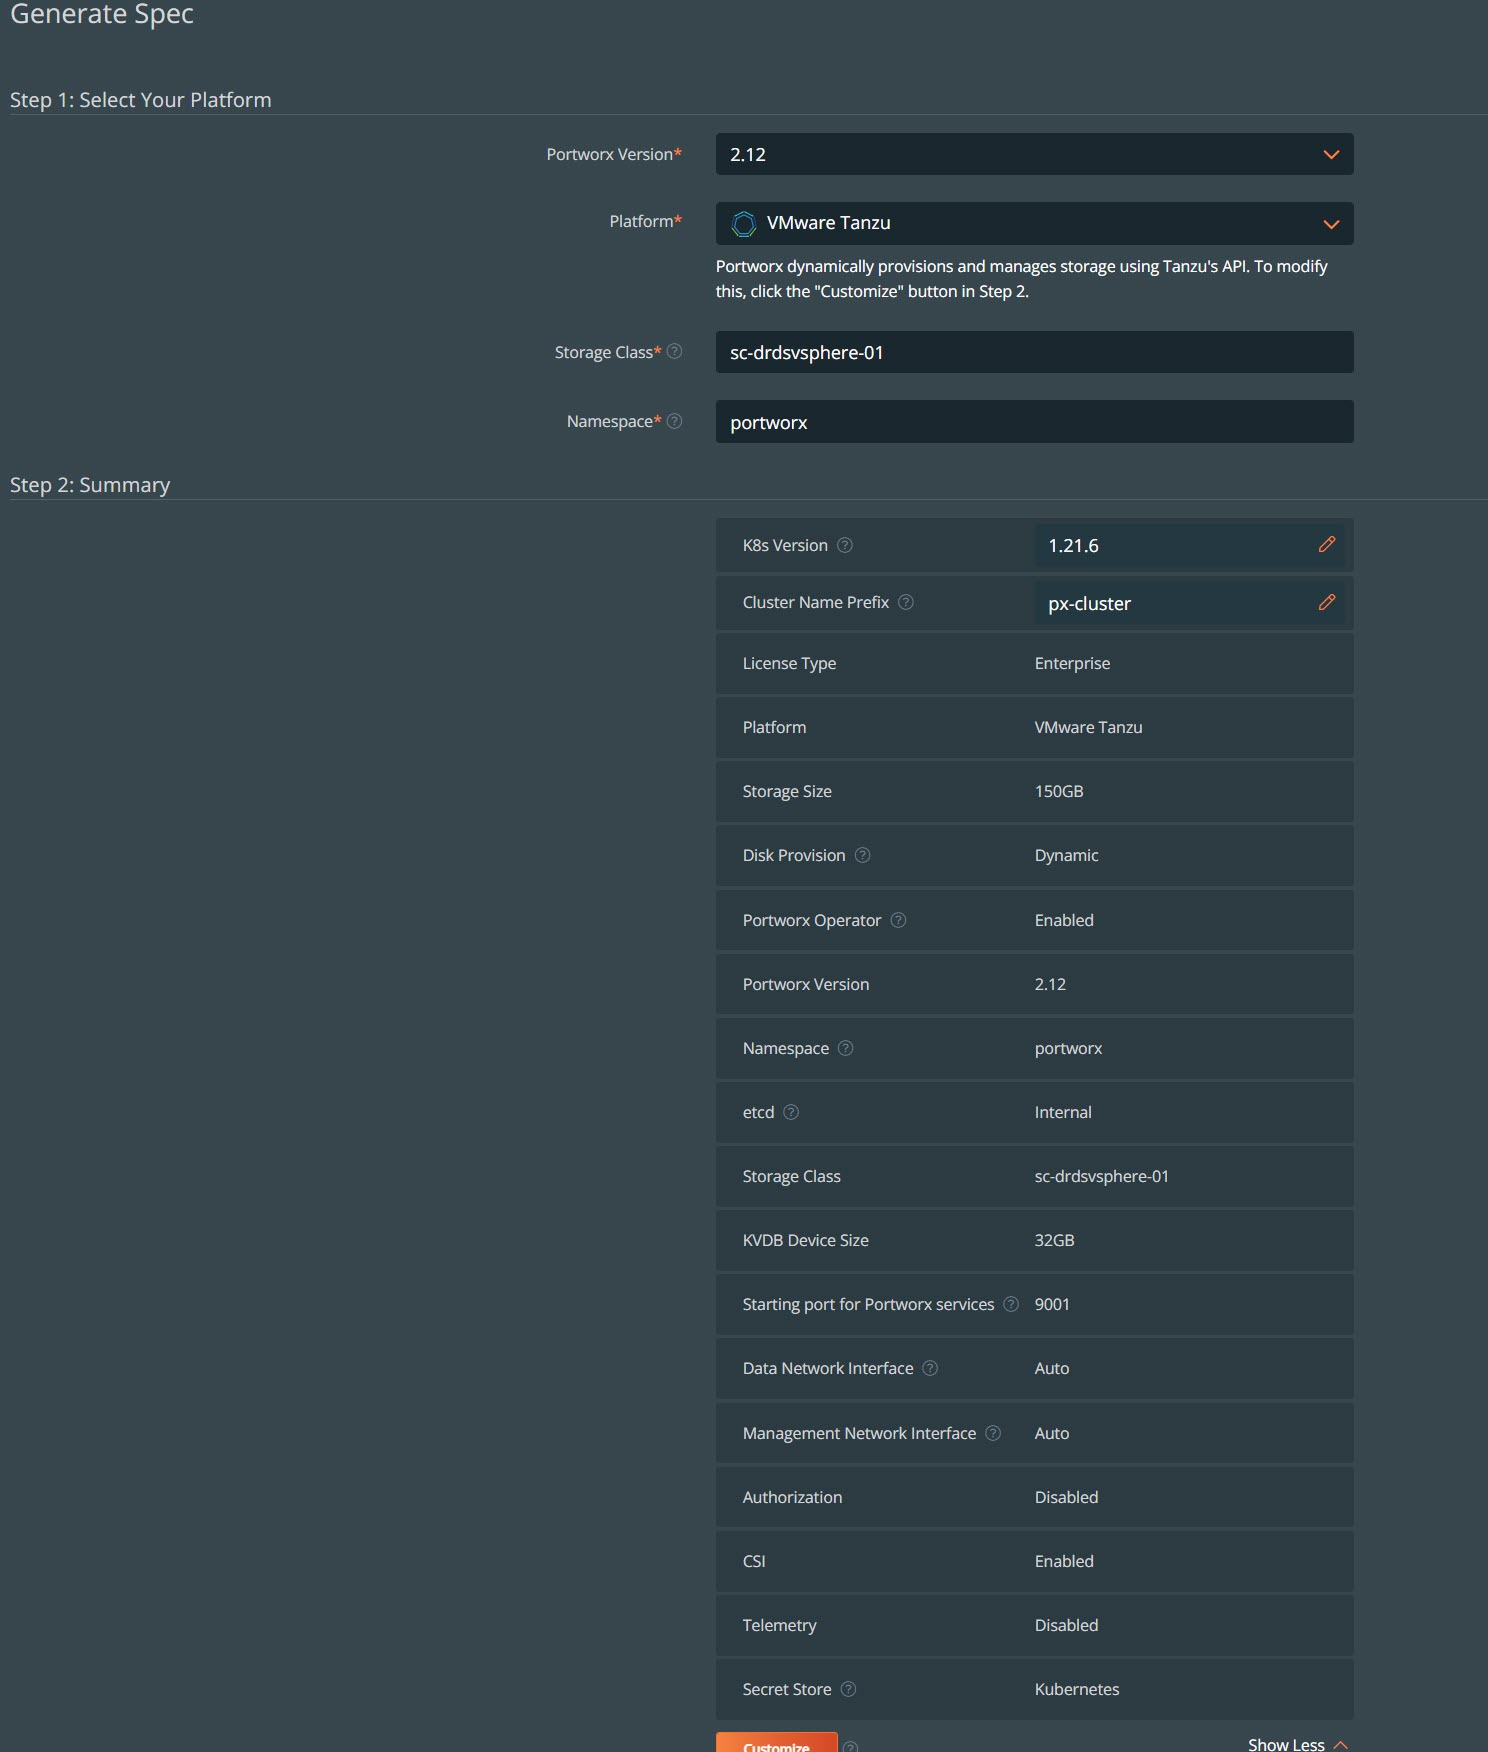 Generate Spec
Step 1: Select Your Platform
Portworx Version* 2.12
Platform* VMware Tanzu
Portworx dynamically provisions and manages storage using Tanzu's API. To modify
this, click the "Customize" button in Step 2.
Storage Class* ? sc-drdsvsphere-01
Namespace* ? portworx
Step 2: Summary
K8s Version ? 1.21.6
Cluster Name Prefix ? px-cluster
License Type Enterprise
Platform VMware Tanzu
Storage Size 150GB
Disk Provision ? Dynamic
Portworx Operator ? Enabled
Portworx Version 2.12
Namespace ? portworx
etcd ? Internal
Storage Class sc-drdsvsphere-01
KVDB Device Size 32GB
Starting port for Portworx services ? 9001
Data Network Interface ? Auto
Management Network Interface ? Auto
Authorization Disabled
CSI Enabled
Telemetry Disabled
Secret Store ? Kubernetes
Customize ? Show Less